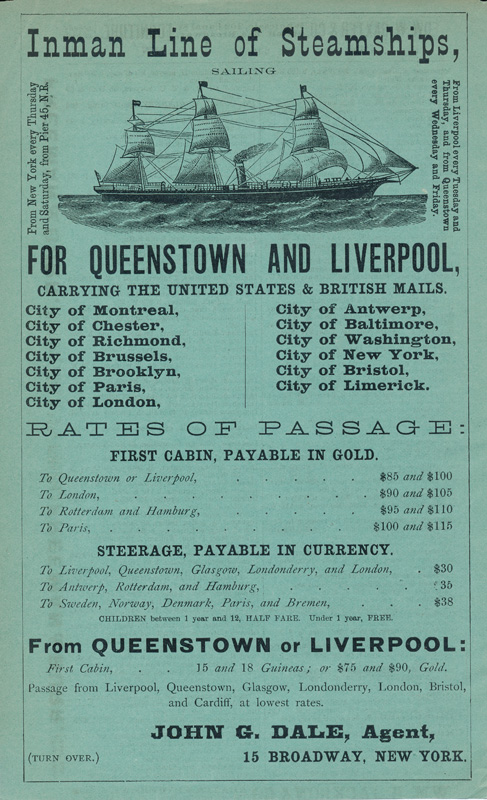 Inman Line of Steamships,
SAILING
From New York every Thursday
and Saturday, from Pier 45, N.R.
From Liverpool every Tuesday and
Thursday, and from Queenstown
every Wednesday and Friday.
FOR QUEENSTOWN AND LIVERPOOL,
CARRYING THE UNITED STATES & BRITISH MAILS.
City of Montreal,
City of Chester,
City of Richmond,
City of Brussels,
City of Brooklyn,
City of Paris,
City of London,
City of Antwerp,
City of Baltimore,
City of Washington,
City of New York,
City of Bristol,
City of Limerick.
RATES OF PASSAGE:
FIRST CABIN, PAYABLE IN GOLD.
To Queenstown or Liverpool, . . . . . . $85 and $100
To London, . . . . . . . . $90 and $105
To Rotterdam and Hamburg, . . . . . . $95 and $110
To Paris, . . . . . . . . $100 and $115
STEERAGE, PAYABLE IN CURRENCY.
To Liverpool, Queenstown, Glasgow, Londonderry, and London, . $30
To Antwerp, Rotterdam, and Hamburg, . . . . . 35
To Sweden, Norway, Denmark, Paris, and Bremen, . . . $38
CHILDREN between 1 year and 12, HALF FARE. Under 1 year, FREE.
From QUEENSTOWN or LIVERPOOL:
First Cabin, . . 15 and 18 Guineas; or $75 and $90, Gold.
Passage from Liverpool, Queenstown, Glasgow, Londonderry, London, Bristol,
and Cardiff, at lowest rates.
JOHN G. DALE, Agent,
(TURN OVER.) 15 BROADWAY, NEW YORK.